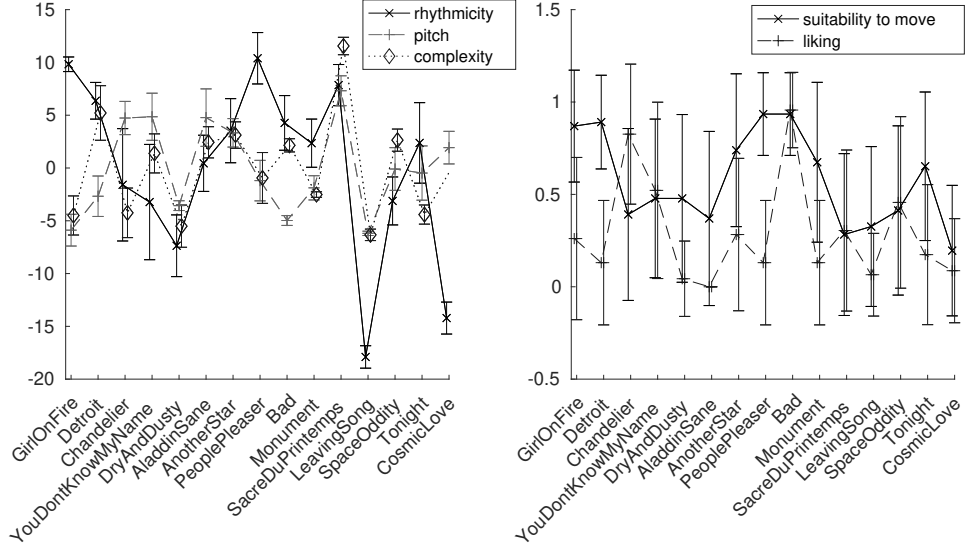 15
10
5
0
-5
-10
-15
-20
rhythmicity
pitch
complexity
GirlOnFire
Detroit
Chandelier
YouDontKnowMyName
DryAndDusty
AladdinSane
AnotherStar
PeoplePleaser
Bad
Monument
SacreDuPrintemps
LeavingSong
SpaceOddity
Tonight
CosmicLove
1.5
1
0.5
0
-0.5
suitability to move
liking
GirlOnFire
Detroit
Chandelier
YouDontKnowMyName
DryAndDusty
AladdinSane
AnotherStar
PeoplePleaser
Bad
Monument
SacreDuPrintemps
LeavingSong
SpaceOddity
Tonight
CosmicLove